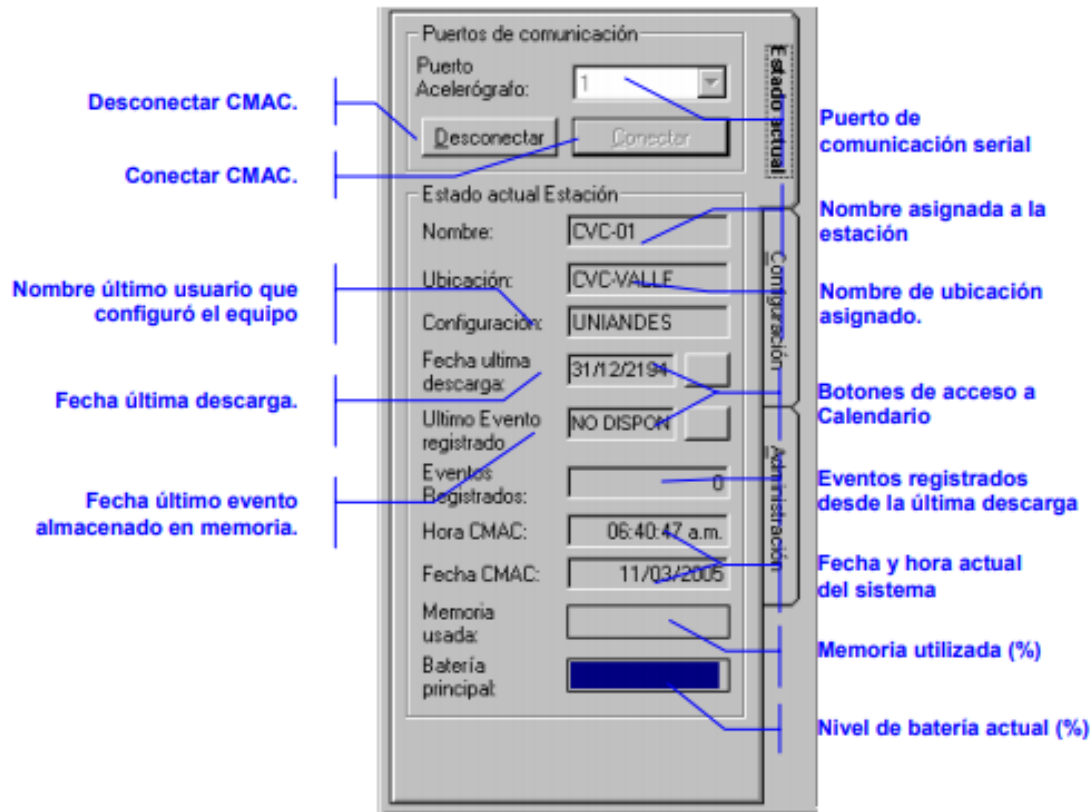 Puertos de comunicación
Puerto
Acelerógrafo:
1
Desconectar
Conectar
Estado actual Estación
Nombre:
CVC-01
Ubicación:
CVC-VALLE
Configuración:
UNIANDES
Fecha ultima
descarga:
31/12/2194
Ultimo Evento
registrado
NO DISPON
Eventos
Registrados:
0
Hora CMAC:
06:40:47 a.m.
Fecha CMAC:
11/03/2005
Memoria
usada:
Batería
principal:
Estado actual
Configuración
Administración
Desconectar CMAC.
Conectar CMAC.
Nombre último usuario que
configuró el equipo
Fecha última descarga.
Fecha último evento
almacenado en memoria.
Puerto de
comunicación serial
Nombre asignada a la
estación
Nombre de ubicación
asignado.
Botones de acceso a
Calendario
Eventos registrados
desde la última descarga
Fecha y hora actual
del sistema
Memoria utilizada (%)
Nivel de batería actual (%)